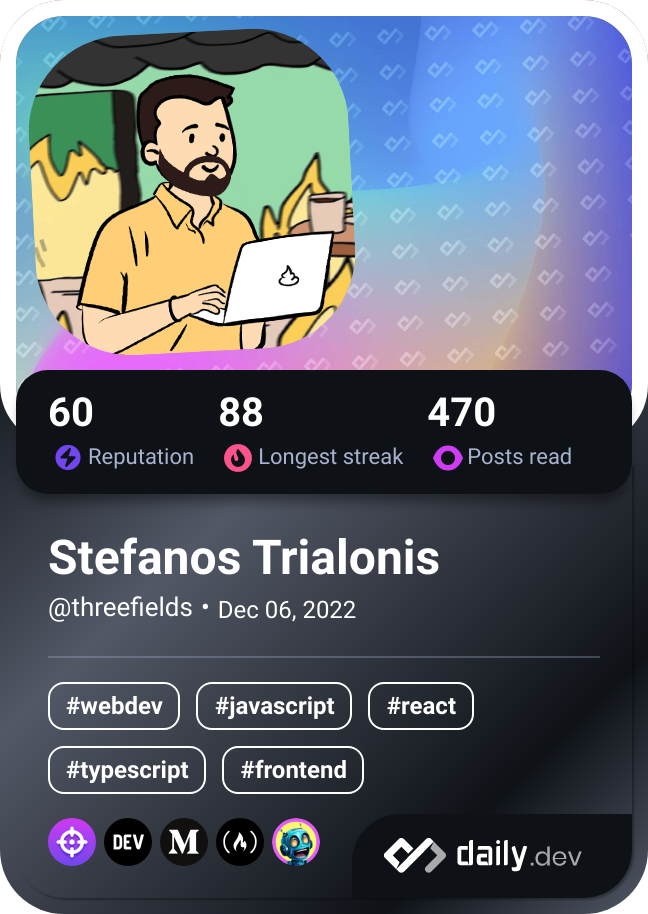 60 88 470
Reputation Longest streak Posts read
Stefanos Trialonis
@threefields • Dec 06, 2022
#webdev #javascript #react
#typescript #frontend
DEV M
daily.dev